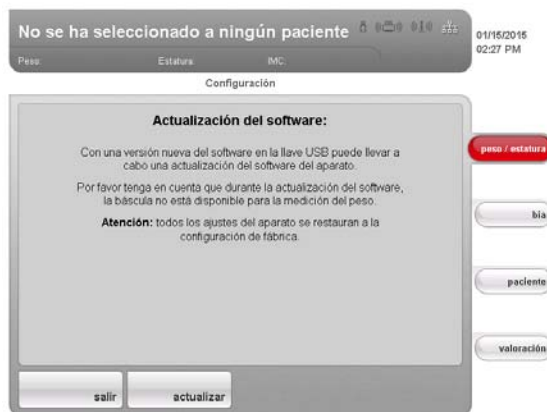 No se ha seleccionado a ningún paciente
01/15/2015
02:27 PM
Peso: Estatura: IMC:
Configuración
Actualización del software:
Con una versión nueva del software en la llave USB puede llevar a
cabo una actualización del software del aparato.
Por favor tenga en cuenta que durante la actualización del software,
la báscula no está disponible para la medición del peso.
Atención: todos los ajustes del aparato se restauran a la
configuración de fábrica.
peso / estatura
bia
paciente
valoración
salir actualizar